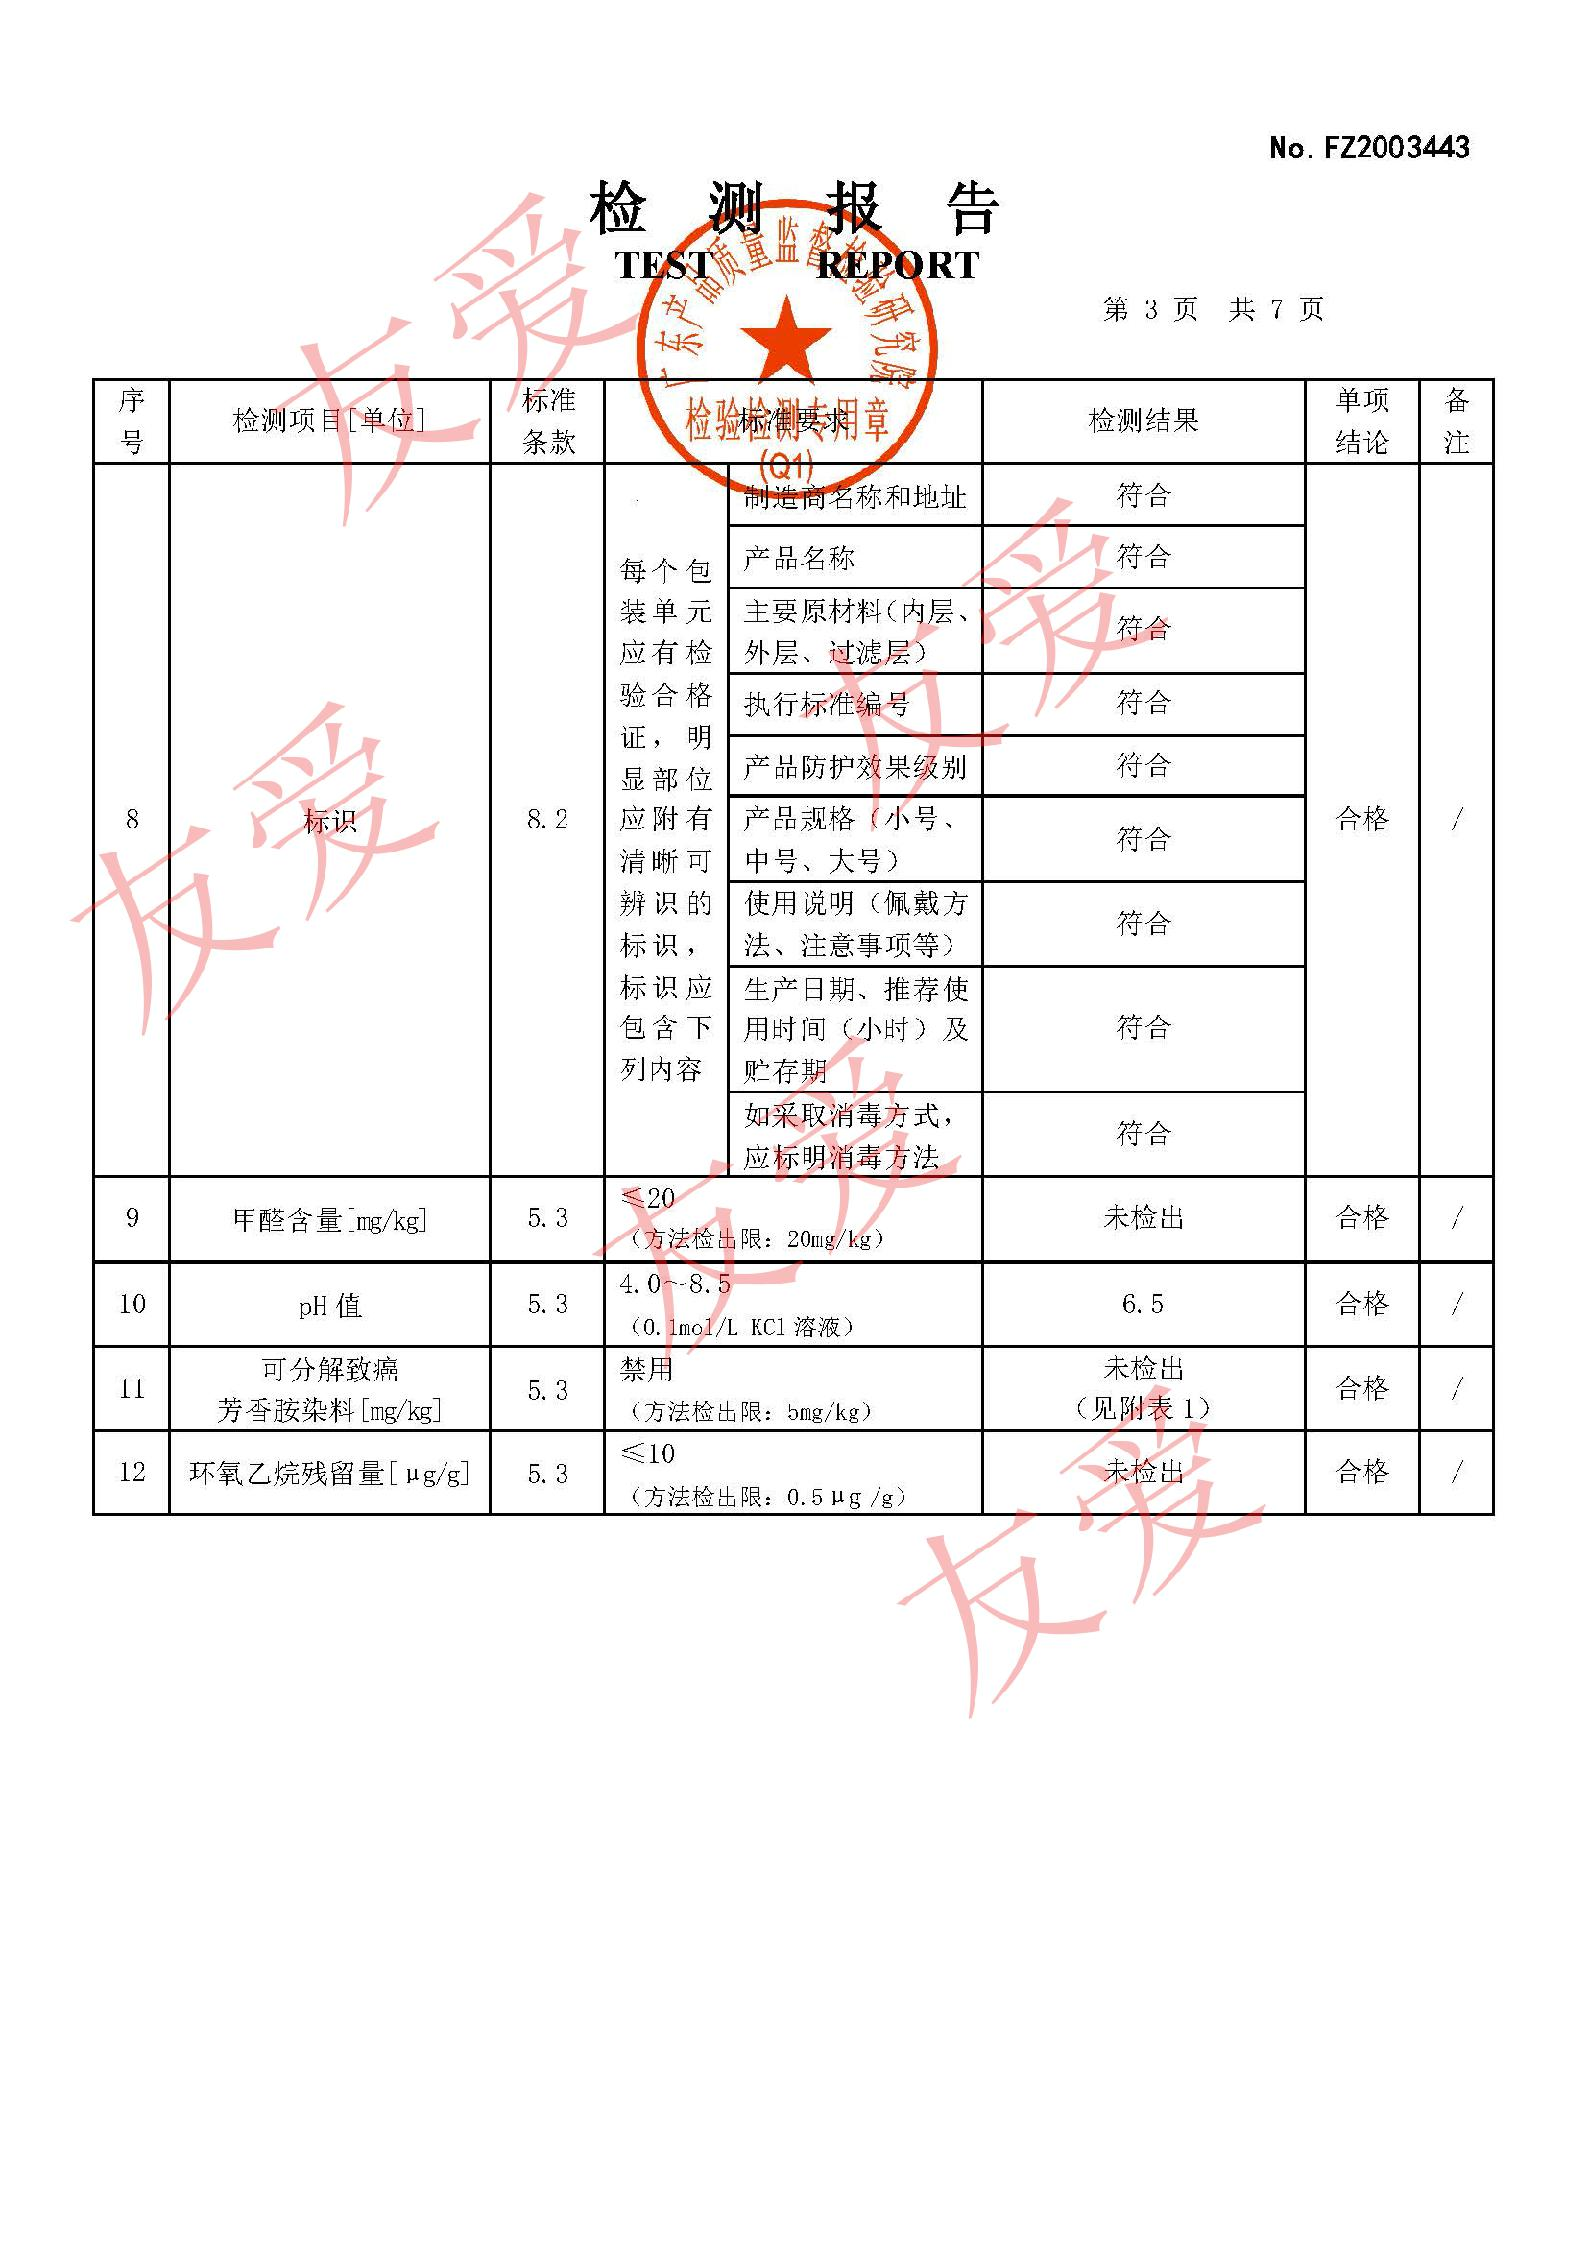 No. FZ2003443
检 测 报 告
TEST REPORT
广东产品质量监督检验研究院
检验检测专用章
(Q1)
第 3 页 共 7 页
序号 检测项目[单位] 标准条款 标准要求 检测结果 单项结论 备注
8 标识 8.2
每个包
装单元
应有检
验合格
证，明
显部位
应附有
清晰可
辨识的
标识，
标识应
包含下
列内容
制造商名称和地址 符合
产品名称 符合
主要原材料（内层、
外层、过滤层） 符合
执行标准编号 符合
产品防护效果级别 符合
产品规格（小号、
中号、大号） 符合
使用说明（佩戴方
法、注意事项等） 符合
生产日期、推荐使
用时间（小时）及
贮存期 符合
如采取消毒方式，
应标明消毒方法 符合
合格 /
9 甲醛含量[mg/kg] 5.3 ≤20
（方法检出限：20mg/kg） 未检出 合格 /
10 pH值 5.3 4.0~8.5
（0.1mol/L KCl溶液） 6.5 合格 /
11 可分解致癌
芳香胺染料[mg/kg] 5.3 禁用
（方法检出限：5mg/kg） 未检出
（见附表1） 合格 /
12 环氧乙烷残留量[μg/g] 5.3 ≤10
（方法检出限：0.5μg/g） 未检出 合格 /
友爱
友爱
友爱
友爱
友爱